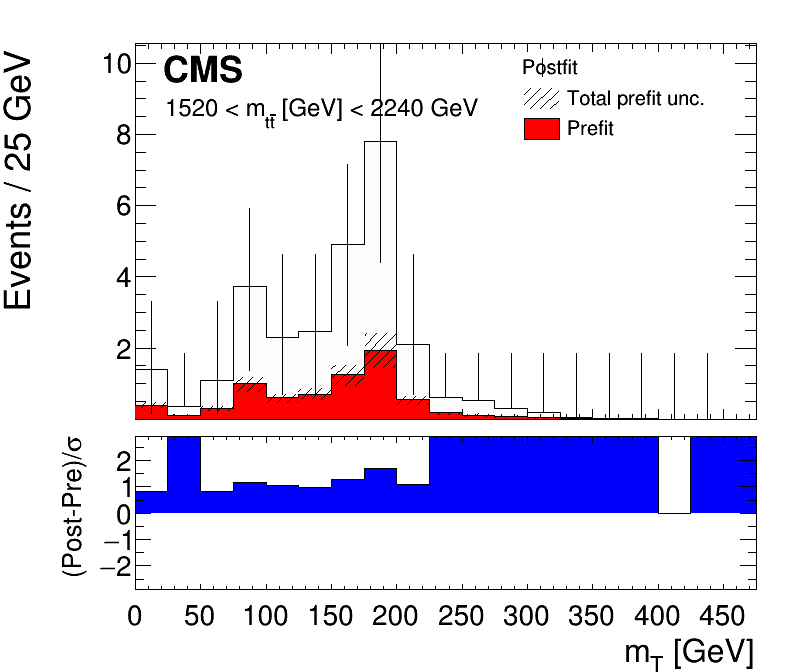 CMS
1520 < m_tt̄ [GeV] < 2240 GeV
Postfit
Total prefit unc.
Prefit
Events / 25 GeV
10
8
6
4
2
(Post-Pre)/σ
2
1
0
−1
−2
0 50 100 150 200 250 300 350 400 450
m_T [GeV]